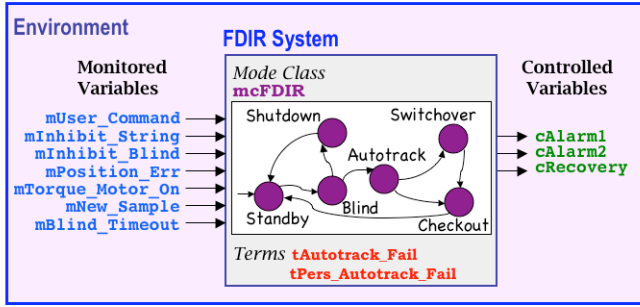 Environment
FDIR System
Monitored
Variables
mUser_Command
mInhibit_String
mInhibit_Blind
mPosition_Err
mTorque_Motor_On
mNew_Sample
mBlind_Timeout
Mode Class
mcFDIR
Shutdown
Switchover
Autotrack
Standby
Blind
Checkout
Terms tAutotrack_Fail
tPers_Autotrack_Fail
Controlled
Variables
cAlarm1
cAlarm2
cRecovery